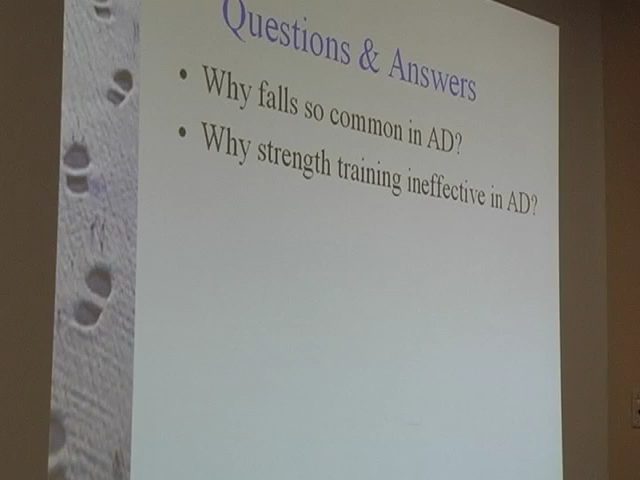 Questions & Answers
• Why falls so common in AD?
• Why strength training ineffective in AD?